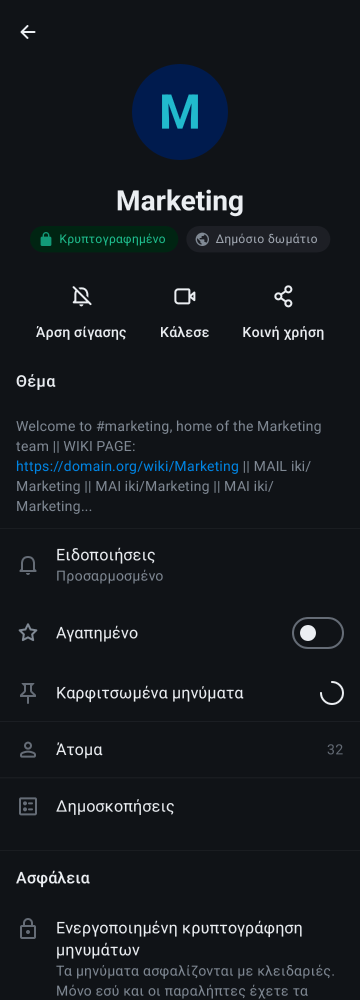 M
Marketing
Κρυπτογραφημένο
Δημόσιο δωμάτιο
Άρση σίγασης
Κάλεσε
Κοινή χρήση
Θέμα
Welcome to #marketing, home of the Marketing
team || WIKI PAGE:
https://domain.org/wiki/Marketing || MAIL iki/
Marketing || MAI iki/Marketing || MAI iki/
Marketing...
Ειδοποιήσεις
Προσαρμοσμένο
Αγαπημένο
Καρφιτσωμένα μηνύματα
Άτομα
32
Δημοσκοπήσεις
Ασφάλεια
Ενεργοποιημένη κρυπτογράφηση
μηνυμάτων
Τα μηνύματα ασφαλίζονται με κλειδαριές.
Μόνο εσύ και οι παραλήπτες έχετε τα